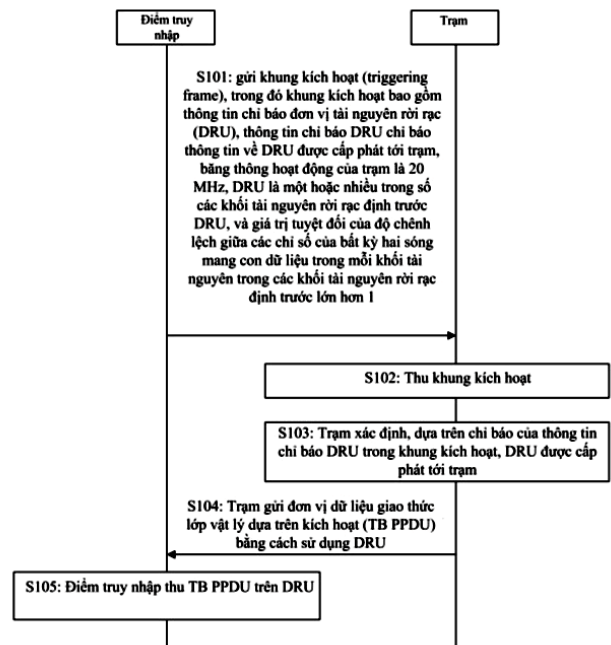 Điểm truy
nhập
Trạm
S101: gửi khung kích hoạt (triggering
frame), trong đó khung kích hoạt bao gồm
thông tin chỉ báo đơn vị tài nguyên rời rạc
(DRU), thông tin chỉ báo DRU chỉ báo
thông tin về DRU được cấp phát tới trạm,
băng thông hoạt động của trạm là 20
MHz, DRU là một hoặc nhiều trong số
các khối tài nguyên rời rạc định trước
DRU, và giá trị tuyệt đối của độ chênh
lệch giữa các chỉ số của bất kỳ hai sóng
mang con dữ liệu trong mỗi khối tài
nguyên trong các khối tài nguyên rời rạc
định trước lớn hơn 1
S102: Thu khung kích hoạt
S103: Trạm xác định, dựa trên chỉ báo của thông tin
chỉ báo DRU trong khung kích hoạt, DRU được cấp
phát tới trạm
S104: Trạm gửi đơn vị dữ liệu giao thức
lớp vật lý dựa trên kích hoạt (TB PPDU)
bằng cách sử dụng DRU
S105: Điểm truy nhập thu TB PPDU trên DRU